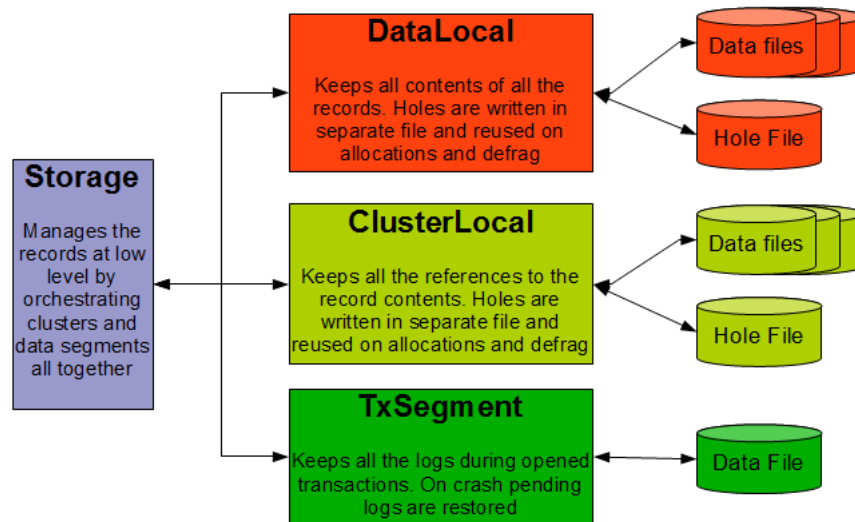 DataLocal
Keeps all contents of all the
records. Holes are written in
separate file and reused on
allocations and defrag
Data files
Hole File
Storage
Manages the
records at low
level by
orchestrating
clusters and
data segments
all together
ClusterLocal
Keeps all the references to the
record contents. Holes are
written in separate file and
reused on allocations and defrag
Data files
Hole File
TxSegment
Keeps all the logs during opened
transactions. On crash pending
logs are restored
Data File